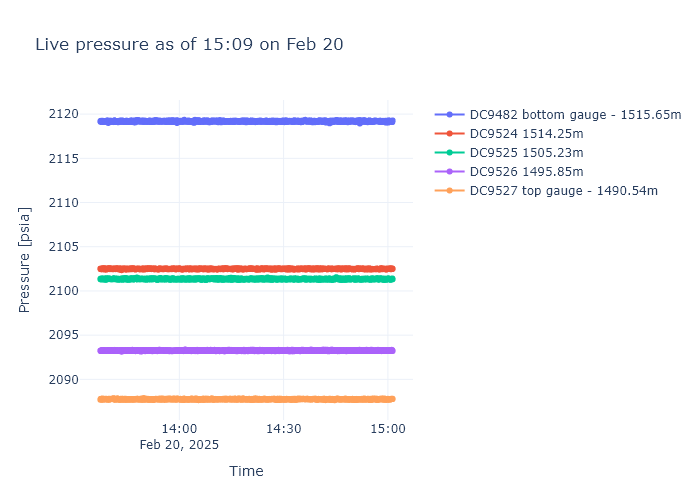 Live pressure as of 15:09 on Feb 20
DC9482 bottom gauge - 1515.65m
DC9524 1514.25m
DC9525 1505.23m
DC9526 1495.85m
DC9527 top gauge - 1490.54m
Pressure [psia]
2120
2115
2110
2105
2100
2095
2090
14:00
14:30
15:00
Feb 20, 2025
Time